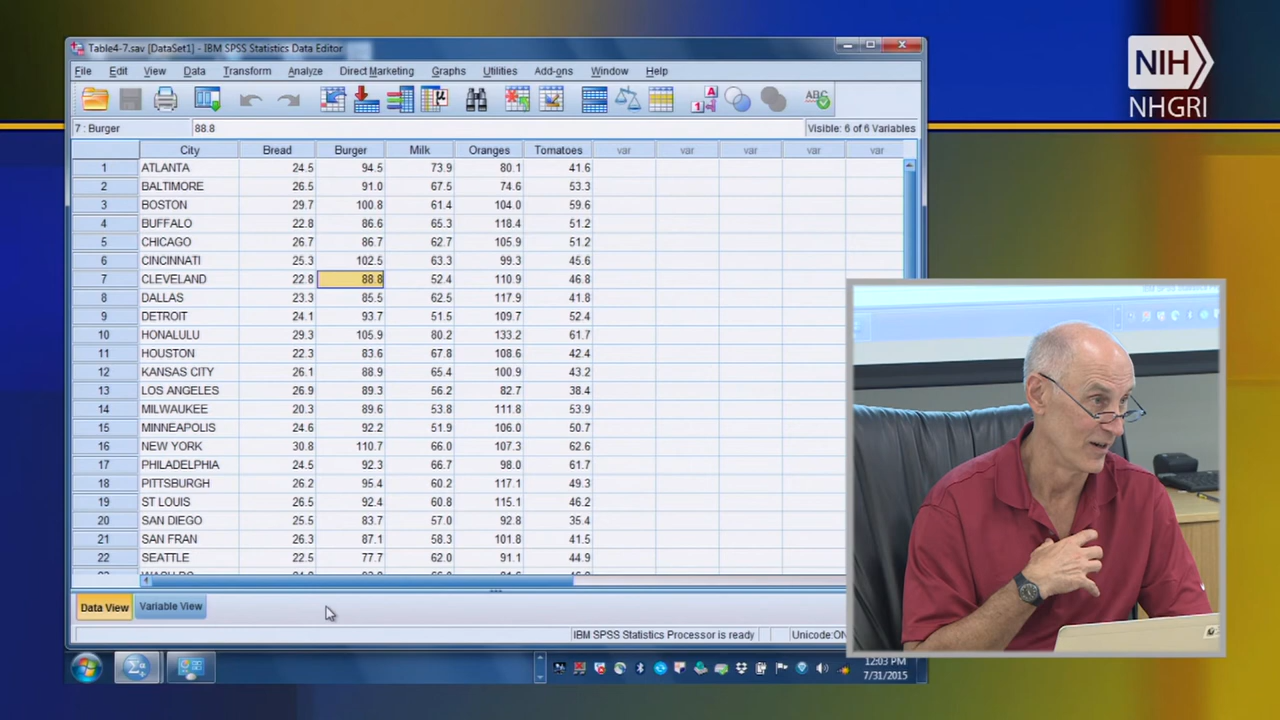 Table4-7.sav [DataSet1] - IBM SPSS Statistics Data Editor
NIH
NHGRI
File Edit View Data Transform Analyze Direct Marketing Graphs Utilities Add-ons Window Help
7 : Burger 88.8 Visible: 6 of 6 Variables
City Bread Burger Milk Oranges Tomatoes var var var var var
1 ATLANTA 24.5 94.5 73.9 80.1 41.6
2 BALTIMORE 26.5 91.0 67.5 74.6 53.3
3 BOSTON 29.7 100.8 61.4 104.0 59.6
4 BUFFALO 22.8 86.6 65.3 118.4 51.2
5 CHICAGO 26.7 86.7 62.7 105.9 51.2
6 CINCINNATI 25.3 102.5 63.3 99.3 45.6
7 CLEVELAND 22.8 88.8 52.4 110.9 46.8
8 DALLAS 23.3 85.5 62.5 117.9 41.8
9 DETROIT 24.1 93.7 51.5 109.7 52.4
10 HONALULU 29.3 105.9 80.2 133.2 61.7
11 HOUSTON 22.3 83.6 67.8 108.6 42.4
12 KANSAS CITY 26.1 88.9 65.4 100.9 43.2
13 LOS ANGELES 26.9 89.3 56.2 82.7 38.4
14 MILWAUKEE 20.3 89.6 53.8 111.8 53.9
15 MINNEAPOLIS 24.6 92.2 51.9 106.0 50.7
16 NEW YORK 30.8 110.7 66.0 107.3 62.6
17 PHILADELPHIA 24.5 92.3 66.7 98.0 61.7
18 PITTSBURGH 26.2 95.4 60.2 117.1 49.3
19 ST LOUIS 26.5 92.4 60.8 115.1 46.2
20 SAN DIEGO 25.5 83.7 57.0 92.8 35.4
21 SAN FRAN 26.3 87.1 58.3 101.8 41.5
22 SEATTLE 22.5 77.7 62.0 91.1 44.9
Data View Variable View
IBM SPSS Statistics Processor is ready Unicode:ON
12:03 PM
7/31/2015